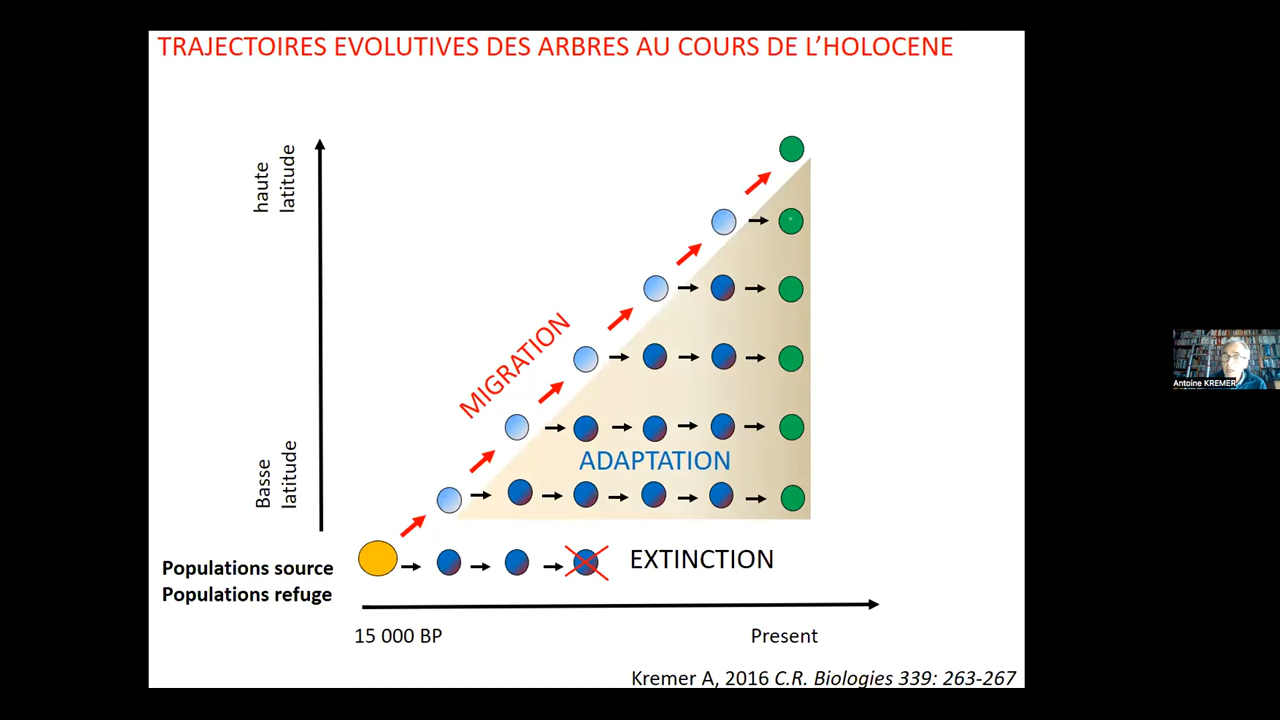 TRAJECTOIRES EVOLUTIVES DES ARBRES AU COURS DE L'HOLOCENE
haute
latitude
MIGRATION
Antoine KREMER
ADAPTATION
Basse
latitude
EXTINCTION
Populations source
Populations refuge
15 000 BP
Present
Kremer A, 2016 C.R. Biologies 339: 263-267